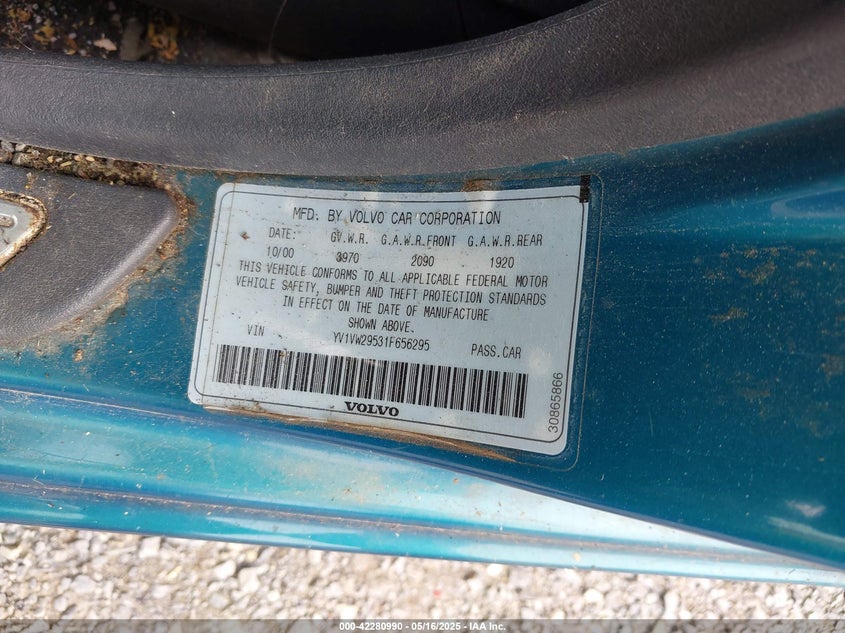 MFD. BY VOLVO CAR CORPORATION
DATE: GV.W.R. G.A.W.R.FRONT G.A.W.R.REAR
10/00 3970 2090 1920
THIS VEHICLE CONFORMS TO ALL APPLICABLE FEDERAL MOTOR
VEHICLE SAFETY, BUMPER AND THEFT PROTECTION STANDARDS
IN EFFECT ON THE DATE OF MANUFACTURE
SHOWN ABOVE.
VIN YV1VW29531F656295 PASS.CAR
VOLVO
30865866
000-42280990 - 05/16/2025 - IAA Inc.